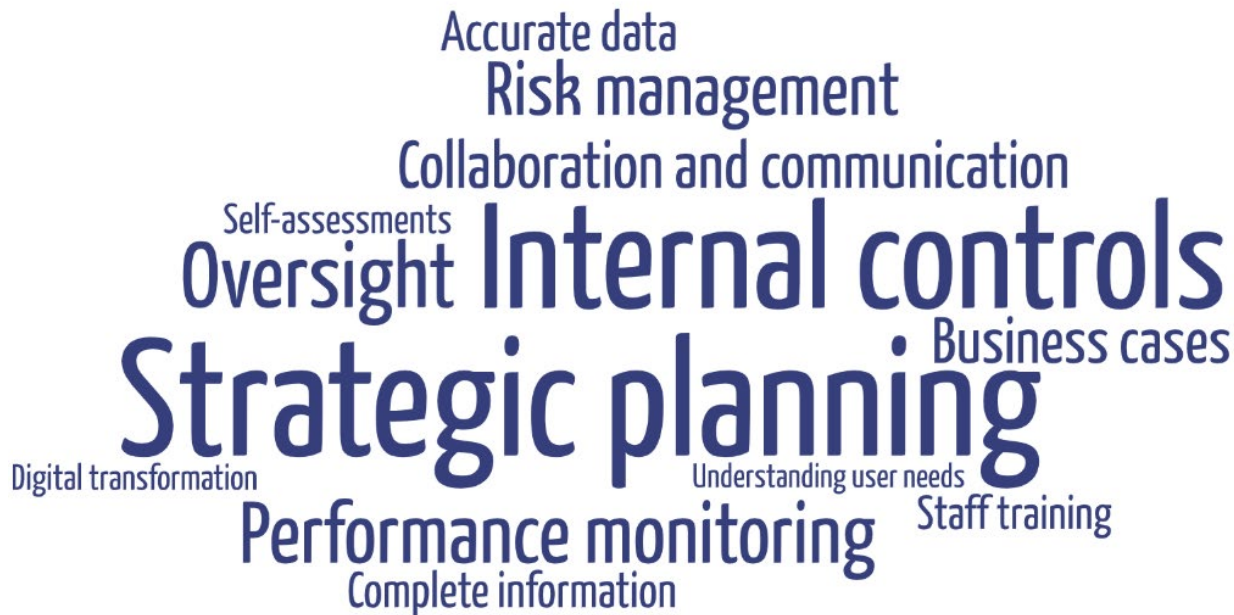 Accurate data
Risk management
Collaboration and communication
Self-assessments
Oversight
Internal controls
Business cases
Strategic planning
Digital transformation
Understanding user needs
Staff training
Performance monitoring
Complete information